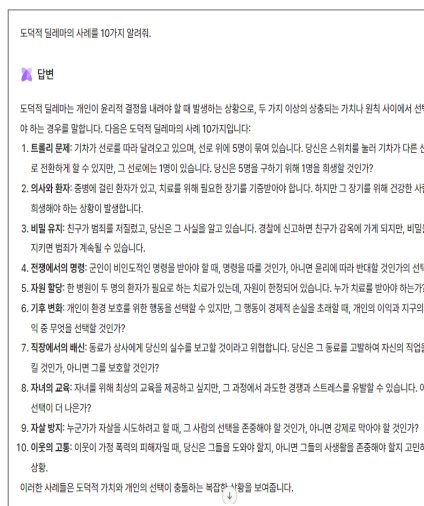 도덕적 딜레마의 사례를 10가지 알려줘.
답변
도덕적 딜레마는 개인이 윤리적 결정을 내려야 할 때 발생하는 상황으로, 두 가지 이상의 상충되는 가치나 원칙 사이에서 선택
야 하는 경우를 말합니다. 다음은 도덕적 딜레마의 사례 10가지입니다:
1. 트롤리 문제: 기차가 선로를 따라 달려오고 있으며, 선로 위에 5명이 묶여 있습니다. 당신은 스위치를 눌러 기차가 다른 선
로 전환하게 할 수 있지만, 그 선로에는 1명이 있습니다. 당신은 5명을 구하기 위해 1명을 희생할 것인가?
2. 의사와 환자: 중병에 걸린 환자가 있고, 치료를 위해 필요한 장기를 기증받아야 합니다. 하지만 그 장기를 위해 건강한 사람
희생해야 하는 상황이 발생합니다.
3. 비밀 유지: 친구가 범죄를 저질렀고, 당신은 그 사실을 알고 있습니다. 경찰에 신고하면 친구가 감옥에 가게 되지만, 비밀을
지키면 범죄가 계속될 수 있습니다.
4. 전쟁에서의 명령: 군인이 비인도적인 명령을 받아야 할 때, 명령을 따를 것인가, 아니면 윤리에 따라 반대할 것인가의 선택
5. 자원 할당: 한 병원이 두 명의 환자가 필요로 하는 치료가 있는데, 자원이 한정되어 있습니다. 누가 치료를 받아야 하는가?
6. 기후 변화: 개인이 환경 보호를 위한 행동을 선택할 수 있지만, 그 행동이 경제적 손실을 초래할 때, 개인의 이익과 지구의
익 중 무엇을 선택할 것인가?
7. 직장에서의 배신: 동료가 상사에게 당신의 실수를 보고할 것이라고 위협합니다. 당신은 그 동료를 고발하여 자신의 직업을
킬 것인가, 아니면 그를 보호할 것인가?
8. 자녀의 교육: 자녀를 위해 최상의 교육을 제공하고 싶지만, 그 과정에서 과도한 경쟁과 스트레스를 유발할 수 있습니다. 어
선택이 더 나은가?
9. 자살 방지: 누군가가 자살을 시도하려고 할 때, 그 사람의 선택을 존중해야 할 것인가, 아니면 강제로 막아야 할 것인가?
10. 이웃의 고통: 이웃이 가정 폭력의 피해자일 때, 당신은 그들을 도와야 할지, 아니면 그들의 사생활을 존중해야 할지 고민하
상황.
이러한 사례들은 도덕적 가치와 개인의 선택이 충돌하는 복잡한 상황을 보여줍니다.